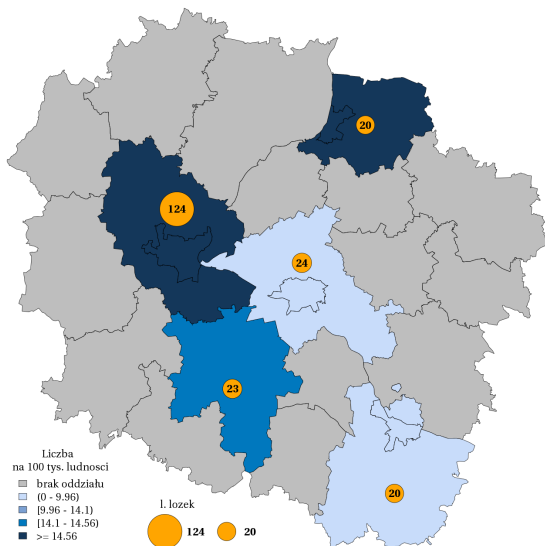 20
124
24
23
20
Liczba
na 100 tys. ludnosci
brak oddziału
(0 - 9.96)
[9.96 - 14.1)
[14.1 - 14.56)
>= 14.56
l. lozek
124
20